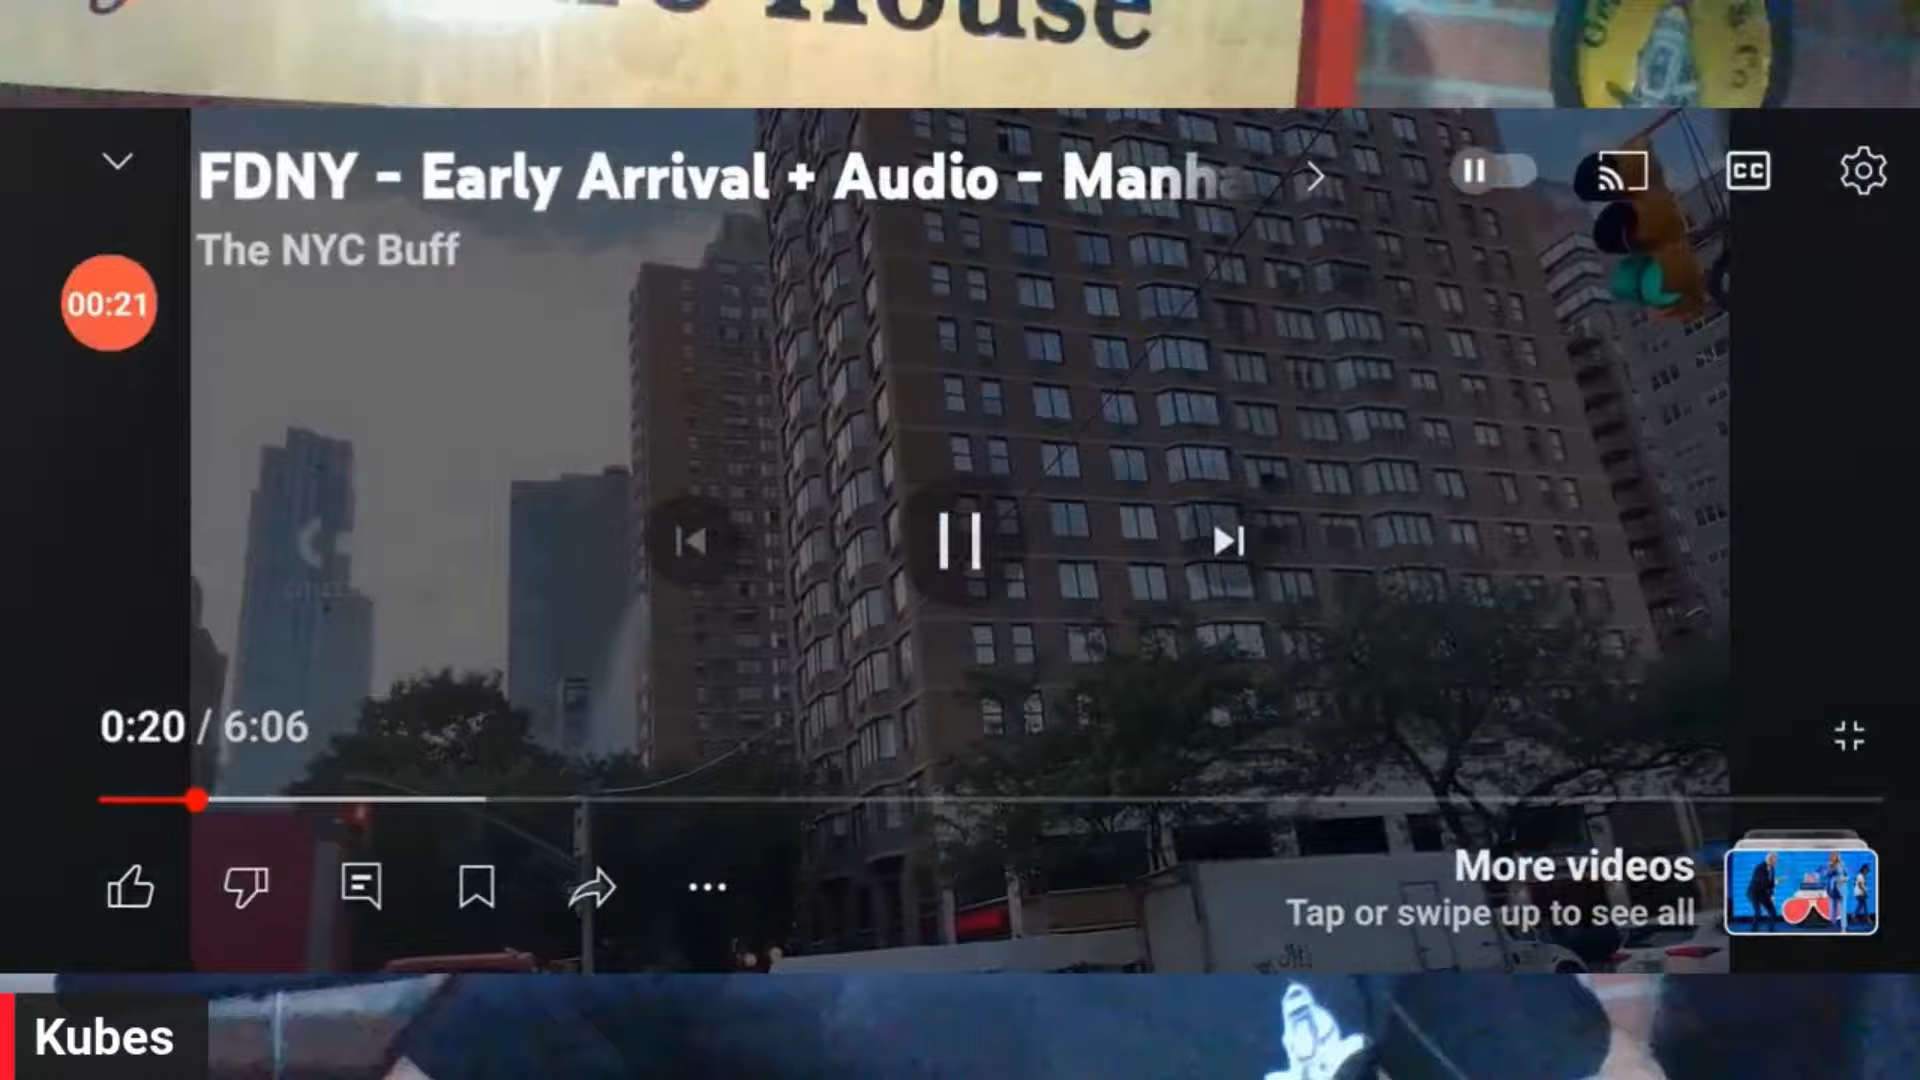 House
FDNY - Early Arrival + Audio - Manh
CC
The NYC Buff
00:21
0:20 / 6:06
More videos
Tap or swipe up to see all
Kubes